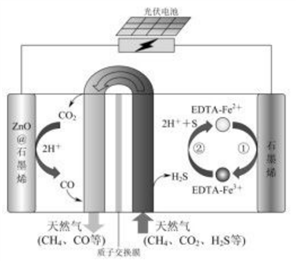 光伏电池
ZnO
@
石
墨
烯
CO₂
2H⁺
CO
EDTA-Fe²⁺
2H⁺+S
②
①
H₂S
EDTA-Fe³⁺
石
墨
烯
天然气
(CH₄、CO等)
质子交换膜
天然气
(CH₄、CO₂、H₂S等)